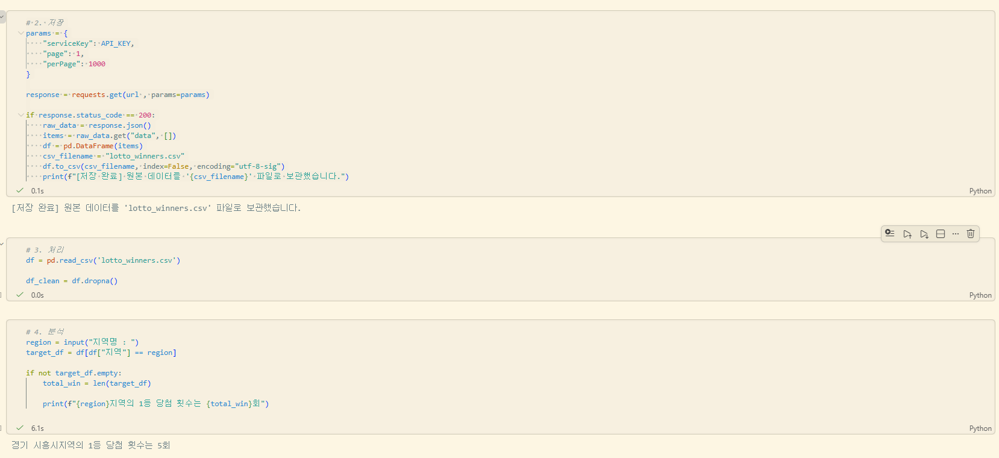 # 2. 저장
params = {
    "serviceKey": API_KEY,
    "page": 1,
    "perPage": 1000
}
response = requests.get(url , params=params)
if response.status_code == 200:
    raw_data = response.json()
    items = raw_data.get("data", [])
    df = pd.DataFrame(items)
    csv_filename = "lotto_winners.csv"
    df.to_csv(csv_filename, index=False, encoding="utf-8-sig")
    print(f"[저장 완료] 원본 데이터를 '{csv_filename}' 파일로 보관했습니다.")
0.1s
Python
[저장 완료] 원본 데이터를 'lotto_winners.csv' 파일로 보관했습니다.
# 3. 처리
df = pd.read_csv('lotto_winners.csv')
df_clean = df.dropna()
0.0s
Python
# 4. 분석
region = input("지역명 : ")
target_df = df[df["지역"] == region]
if not target_df.empty:
    total_win = len(target_df)
    print(f"{region}지역의 1등 당첨 횟수는 {total_win}회")
6.1s
Python
경기 시흥시지역의 1등 당첨 횟수는 5회